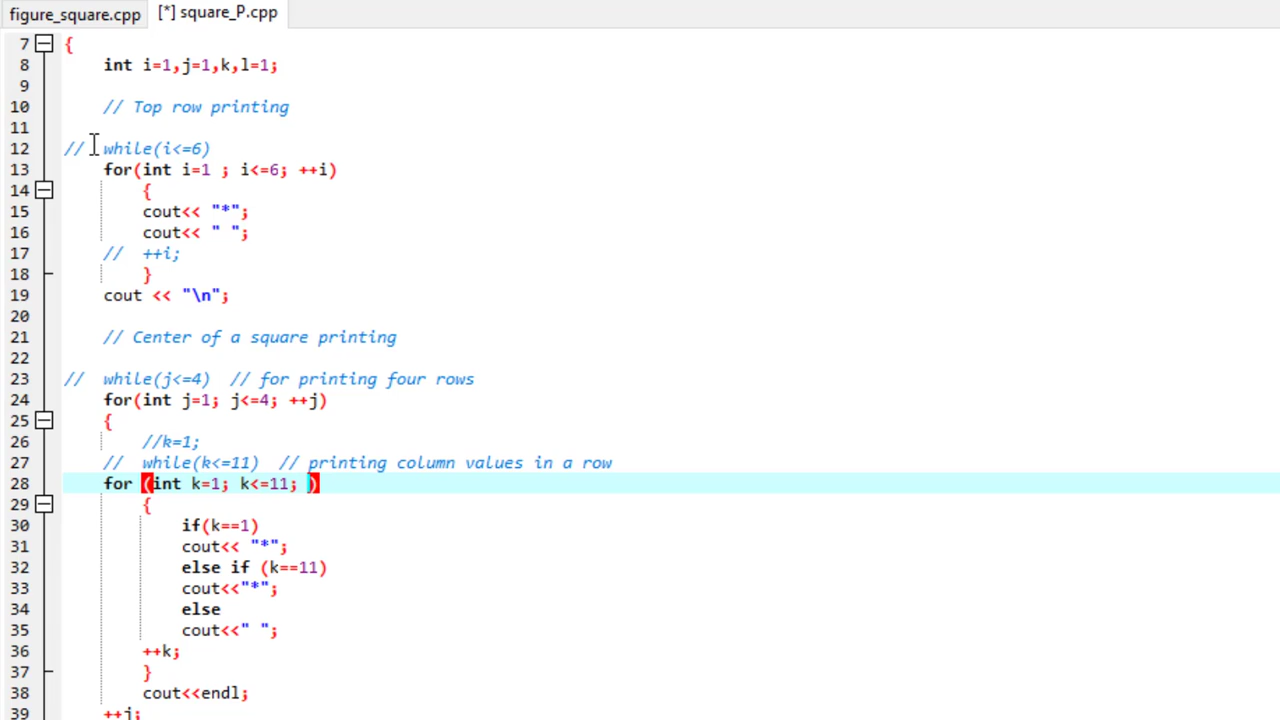 figure_square.cpp [*] square_P.cpp
7 {
8 int i=1,j=1,k,l=1;
9
10 // Top row printing
11
12 // while(i<=6)
13 for(int i=1 ; i<=6; ++i)
14 {
15 cout<< "*";
16 cout<< " ";
17 // ++i;
18 }
19 cout << "\n";
20
21 // Center of a square printing
22
23 // while(j<=4) // for printing four rows
24 for(int j=1; j<=4; ++j)
25 {
26 //k=1;
27 // while(k<=11) // printing column values in a row
28 for (int k=1; k<=11; )
29 {
30 if(k==1)
31 cout<< "*";
32 else if (k==11)
33 cout<<"*";
34 else
35 cout<<" ";
36 ++k;
37 }
38 cout<<endl;
39 ++j;